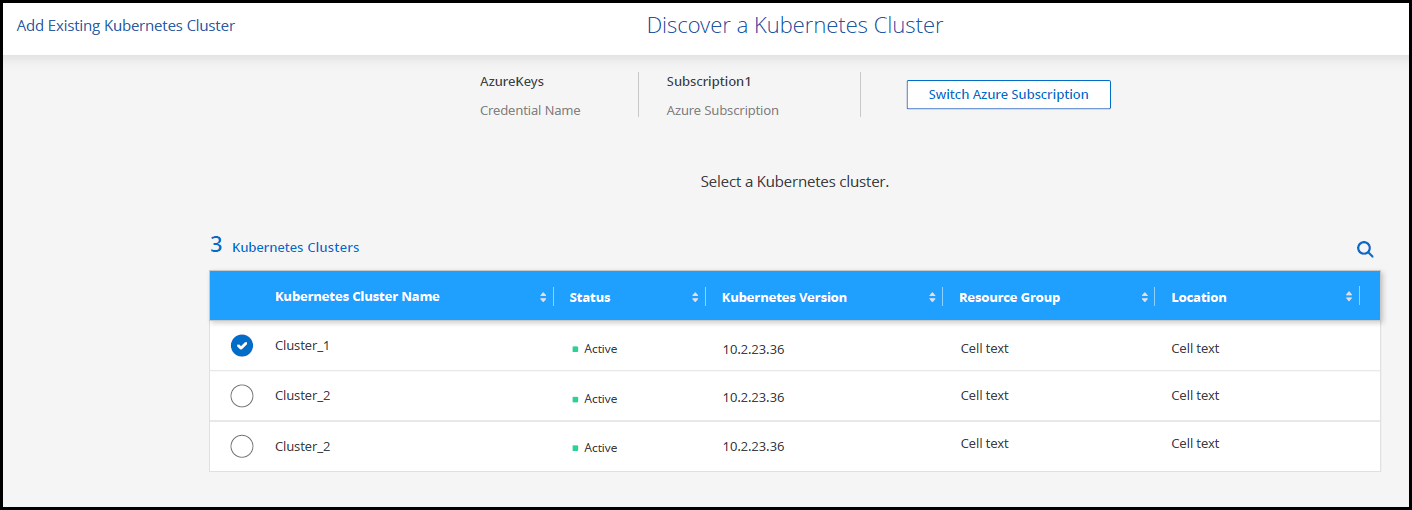 Add Existing Kubernetes Cluster
Discover a Kubernetes Cluster
AzureKeys
Subscription1
Switch Azure Subscription
Credential Name
Azure Subscription
Select a Kubernetes cluster.
3 Kubernetes Clusters
Kubernetes Cluster Name Status Kubernetes Version Resource Group Location
Cluster_1 Active 10.2.23.36 Cell text Cell text
Cluster_2 Active 10.2.23.36 Cell text Cell text
Cluster_2 Active 10.2.23.36 Cell text Cell text